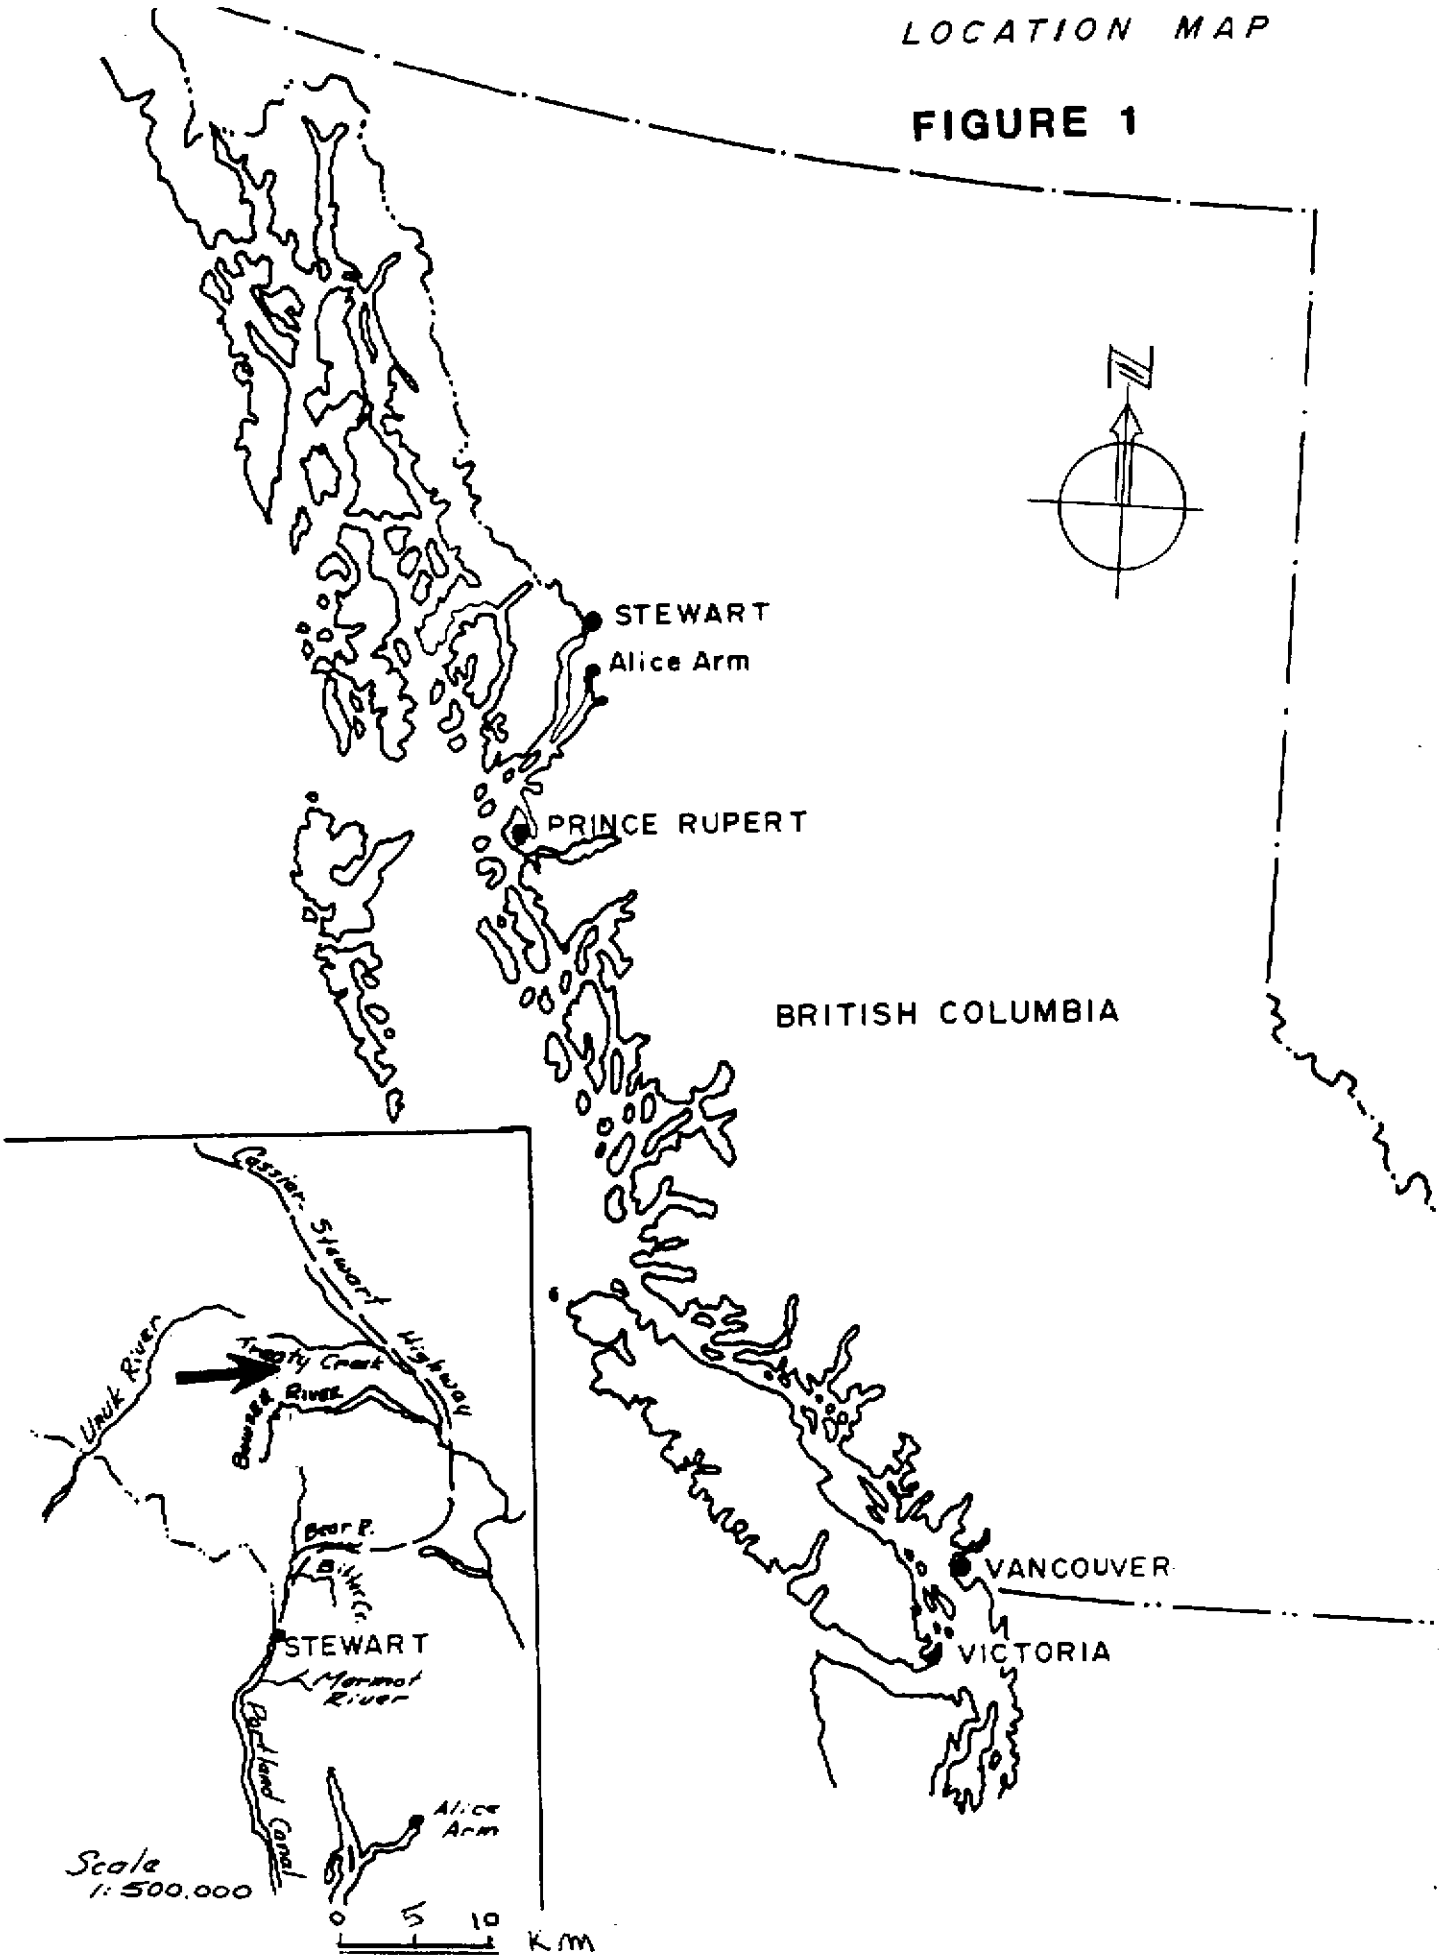 LOCATION MAP
FIGURE 1
N
STEWART
Alice Arm
PRINCE RUPERT
BRITISH COLUMBIA
VANCOUVER
VICTORIA
Cassiar-Stewart Highway
Unuk River
Treaty Creek
BOWSER RIVER
Bear R.
Bitter Cr.
STEWART
Marmot
River
Portland Canal
Alice
Arm
Scale
1:500.000
0 5 10
Km